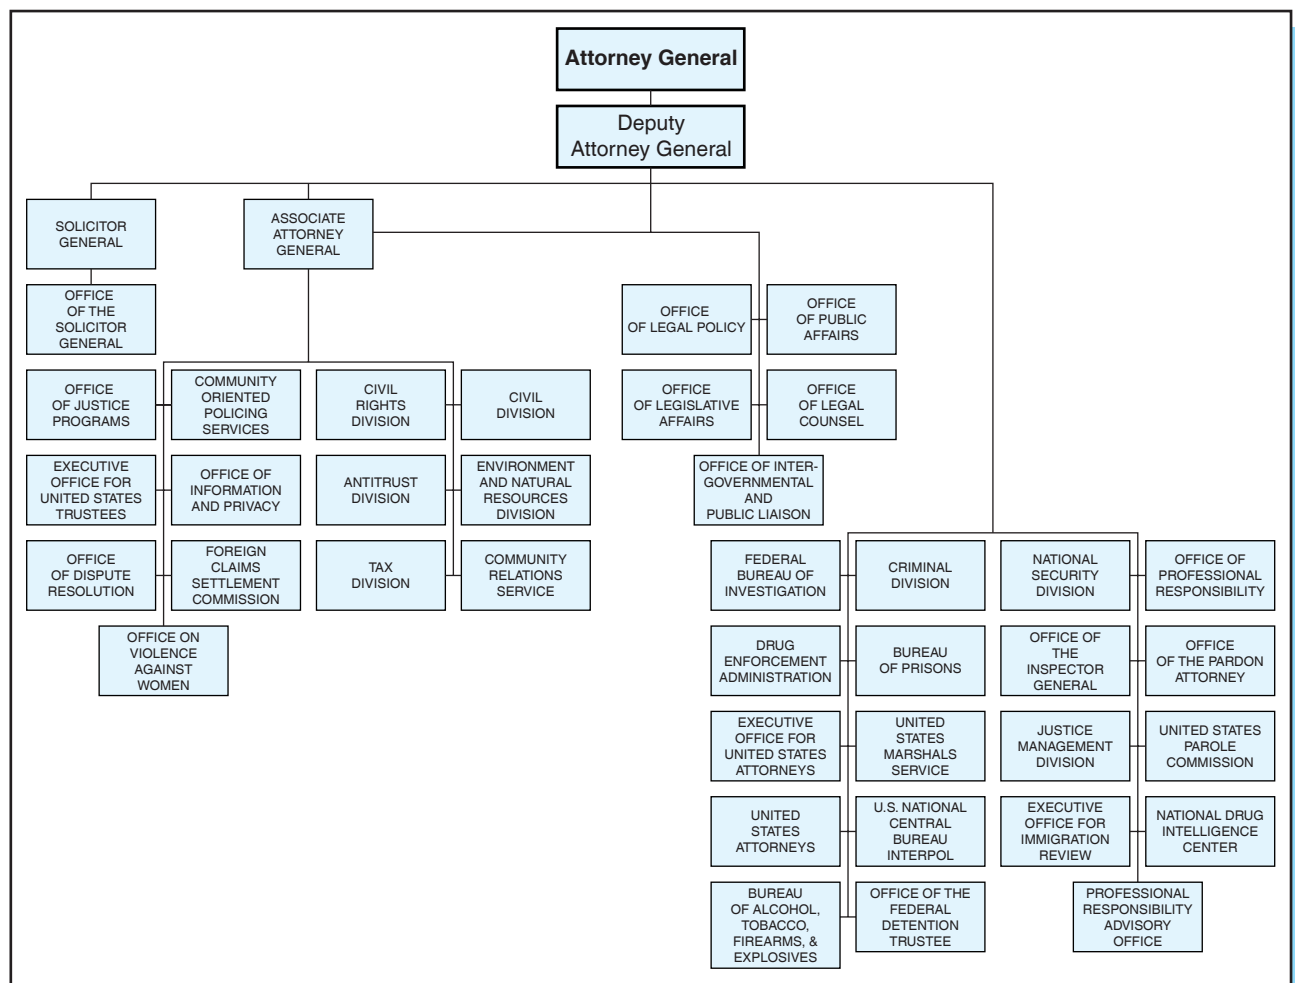 Attorney General
Deputy
Attorney General
SOLICITOR
GENERAL
ASSOCIATE
ATTORNEY
GENERAL
OFFICE
OF THE
SOLICITOR
GENERAL
OFFICE
OF LEGAL POLICY
OFFICE
OF PUBLIC
AFFAIRS
OFFICE
OF JUSTICE
PROGRAMS
COMMUNITY
ORIENTED
POLICING
SERVICES
CIVIL
RIGHTS
DIVISION
CIVIL
DIVISION
OFFICE
OF LEGISLATIVE
AFFAIRS
OFFICE
OF LEGAL
COUNSEL
EXECUTIVE
OFFICE FOR
UNITED STATES
TRUSTEES
OFFICE OF
INFORMATION
AND PRIVACY
ANTITRUST
DIVISION
ENVIRONMENT
AND NATURAL
RESOURCES
DIVISION
OFFICE OF INTER-
GOVERNMENTAL
AND
PUBLIC LIAISON
OFFICE
OF DISPUTE
RESOLUTION
FOREIGN
CLAIMS
SETTLEMENT
COMMISSION
TAX
DIVISION
COMMUNITY
RELATIONS
SERVICE
FEDERAL
BUREAU OF
INVESTIGATION
CRIMINAL
DIVISION
NATIONAL
SECURITY
DIVISION
OFFICE OF
PROFESSIONAL
RESPONSIBILITY
OFFICE ON
VIOLENCE
AGAINST
WOMEN
DRUG
ENFORCEMENT
ADMINISTRATION
BUREAU
OF PRISONS
OFFICE OF
THE
INSPECTOR
GENERAL
OFFICE
OF THE PARDON
ATTORNEY
EXECUTIVE
OFFICE FOR
UNITED STATES
ATTORNEYS
UNITED
STATES
MARSHALS
SERVICE
JUSTICE
MANAGEMENT
DIVISION
UNITED STATES
PAROLE
COMMISSION
UNITED
STATES
ATTORNEYS
U.S. NATIONAL
CENTRAL
BUREAU
INTERPOL
EXECUTIVE
OFFICE FOR
IMMIGRATION
REVIEW
NATIONAL DRUG
INTELLIGENCE
CENTER
BUREAU
OF ALCOHOL,
TOBACCO,
FIREARMS, &
EXPLOSIVES
OFFICE OF THE
FEDERAL
DETENTION
TRUSTEE
PROFESSIONAL
RESPONSIBILITY
ADVISORY
OFFICE